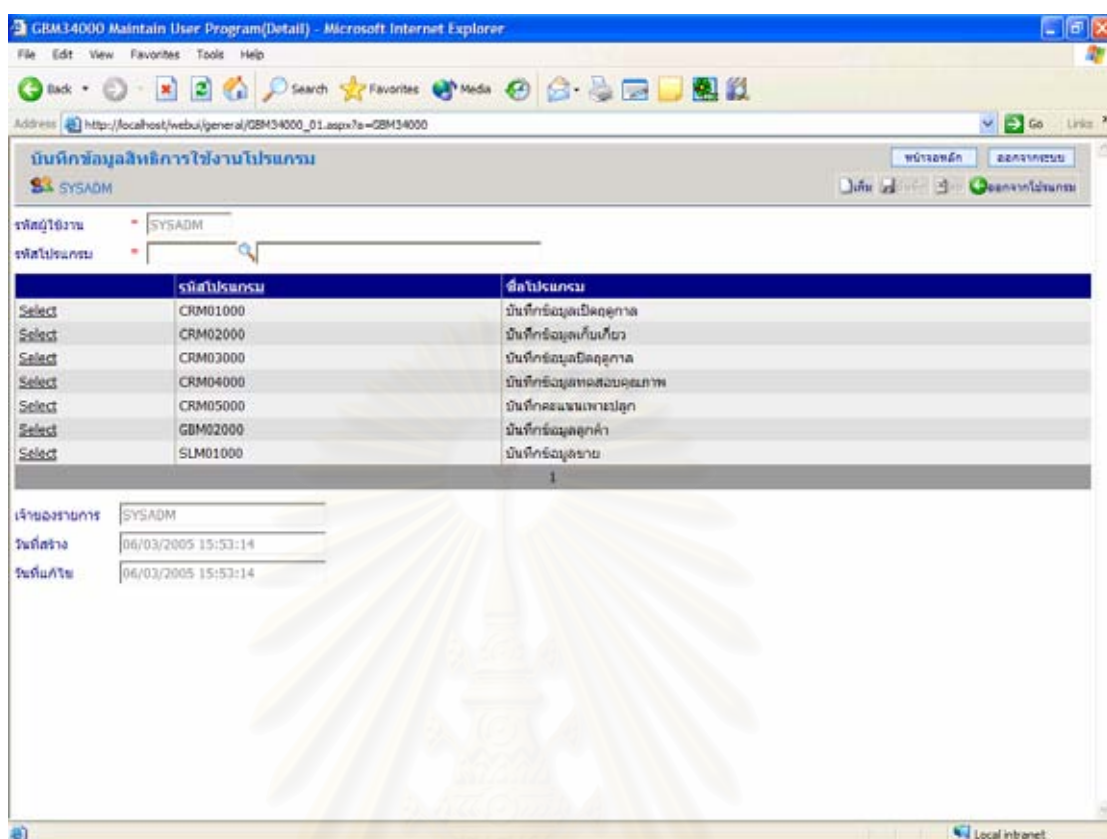 GBM34000 Maintain User Program(Detail) - Microsoft Internet Explorer
File Edit View Favorites Tools Help
Back Search Favorites Media
Address http://localhost/webui/general/GBM34000_01.aspx?a=GBM34000 Go Links
บันทึกข้อมูลสิทธิการใช้งานโปรแกรม หน้าจอหลัก ออกจากระบบ
SYSADM เพิ่ม ออกจากโปรแกรม
รหัสผู้ใช้งาน * SYSADM
รหัสโปรแกรม *
รหัสโปรแกรม ชื่อโปรแกรม
Select CRM01000 บันทึกข้อมูลเปิดฤดูกาล
Select CRM02000 บันทึกข้อมูลเก็บเกี่ยว
Select CRM03000 บันทึกข้อมูลปิดฤดูกาล
Select CRM04000 บันทึกข้อมูลทดสอบคุณภาพ
Select CRM05000 บันทึกคะแนนเพาะปลูก
Select GBM02000 บันทึกข้อมูลลูกค้า
Select SLM01000 บันทึกข้อมูลขาย
1
เจ้าของรายการ SYSADM
วันที่สร้าง 06/03/2005 15:53:14
วันที่แก้ไข 06/03/2005 15:53:14
Local intranet